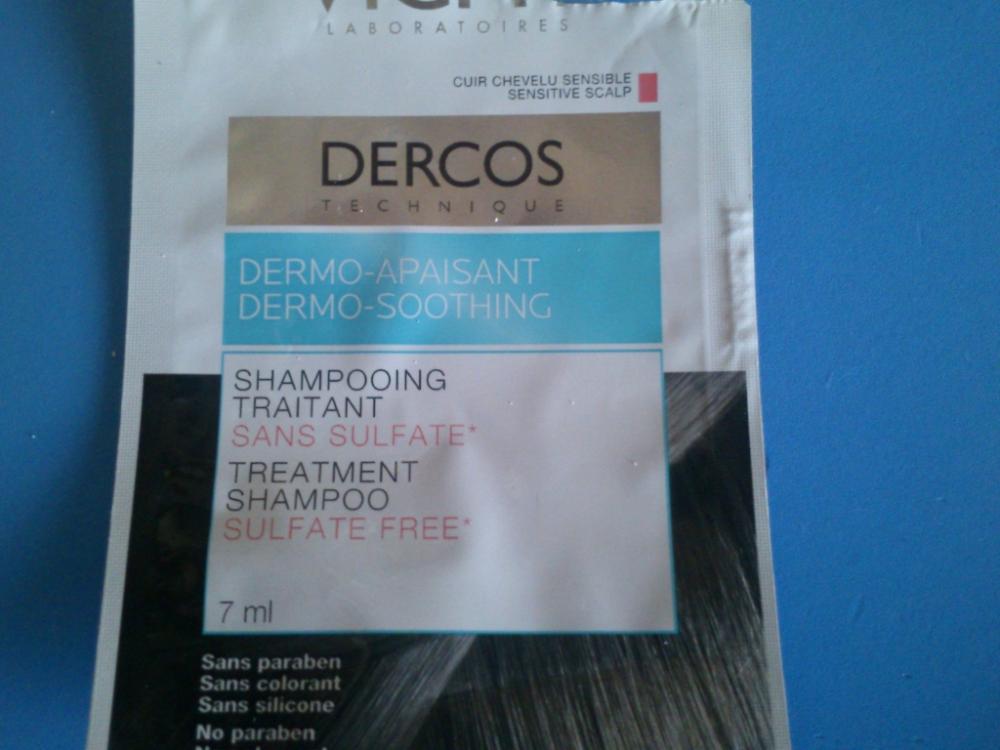 LABORATOIRES
CUIR CHEVELU SENSIBLE
SENSITIVE SCALP
DERCOS
TECHNIQUE
DERMO-APAISANT
DERMO-SOOTHING
SHAMPOOING
TRAITANT
SANS SULFATE*
TREATMENT
SHAMPOO
SULFATE FREE*
7 ml
Sans paraben
Sans colorant
Sans silicone
No paraben